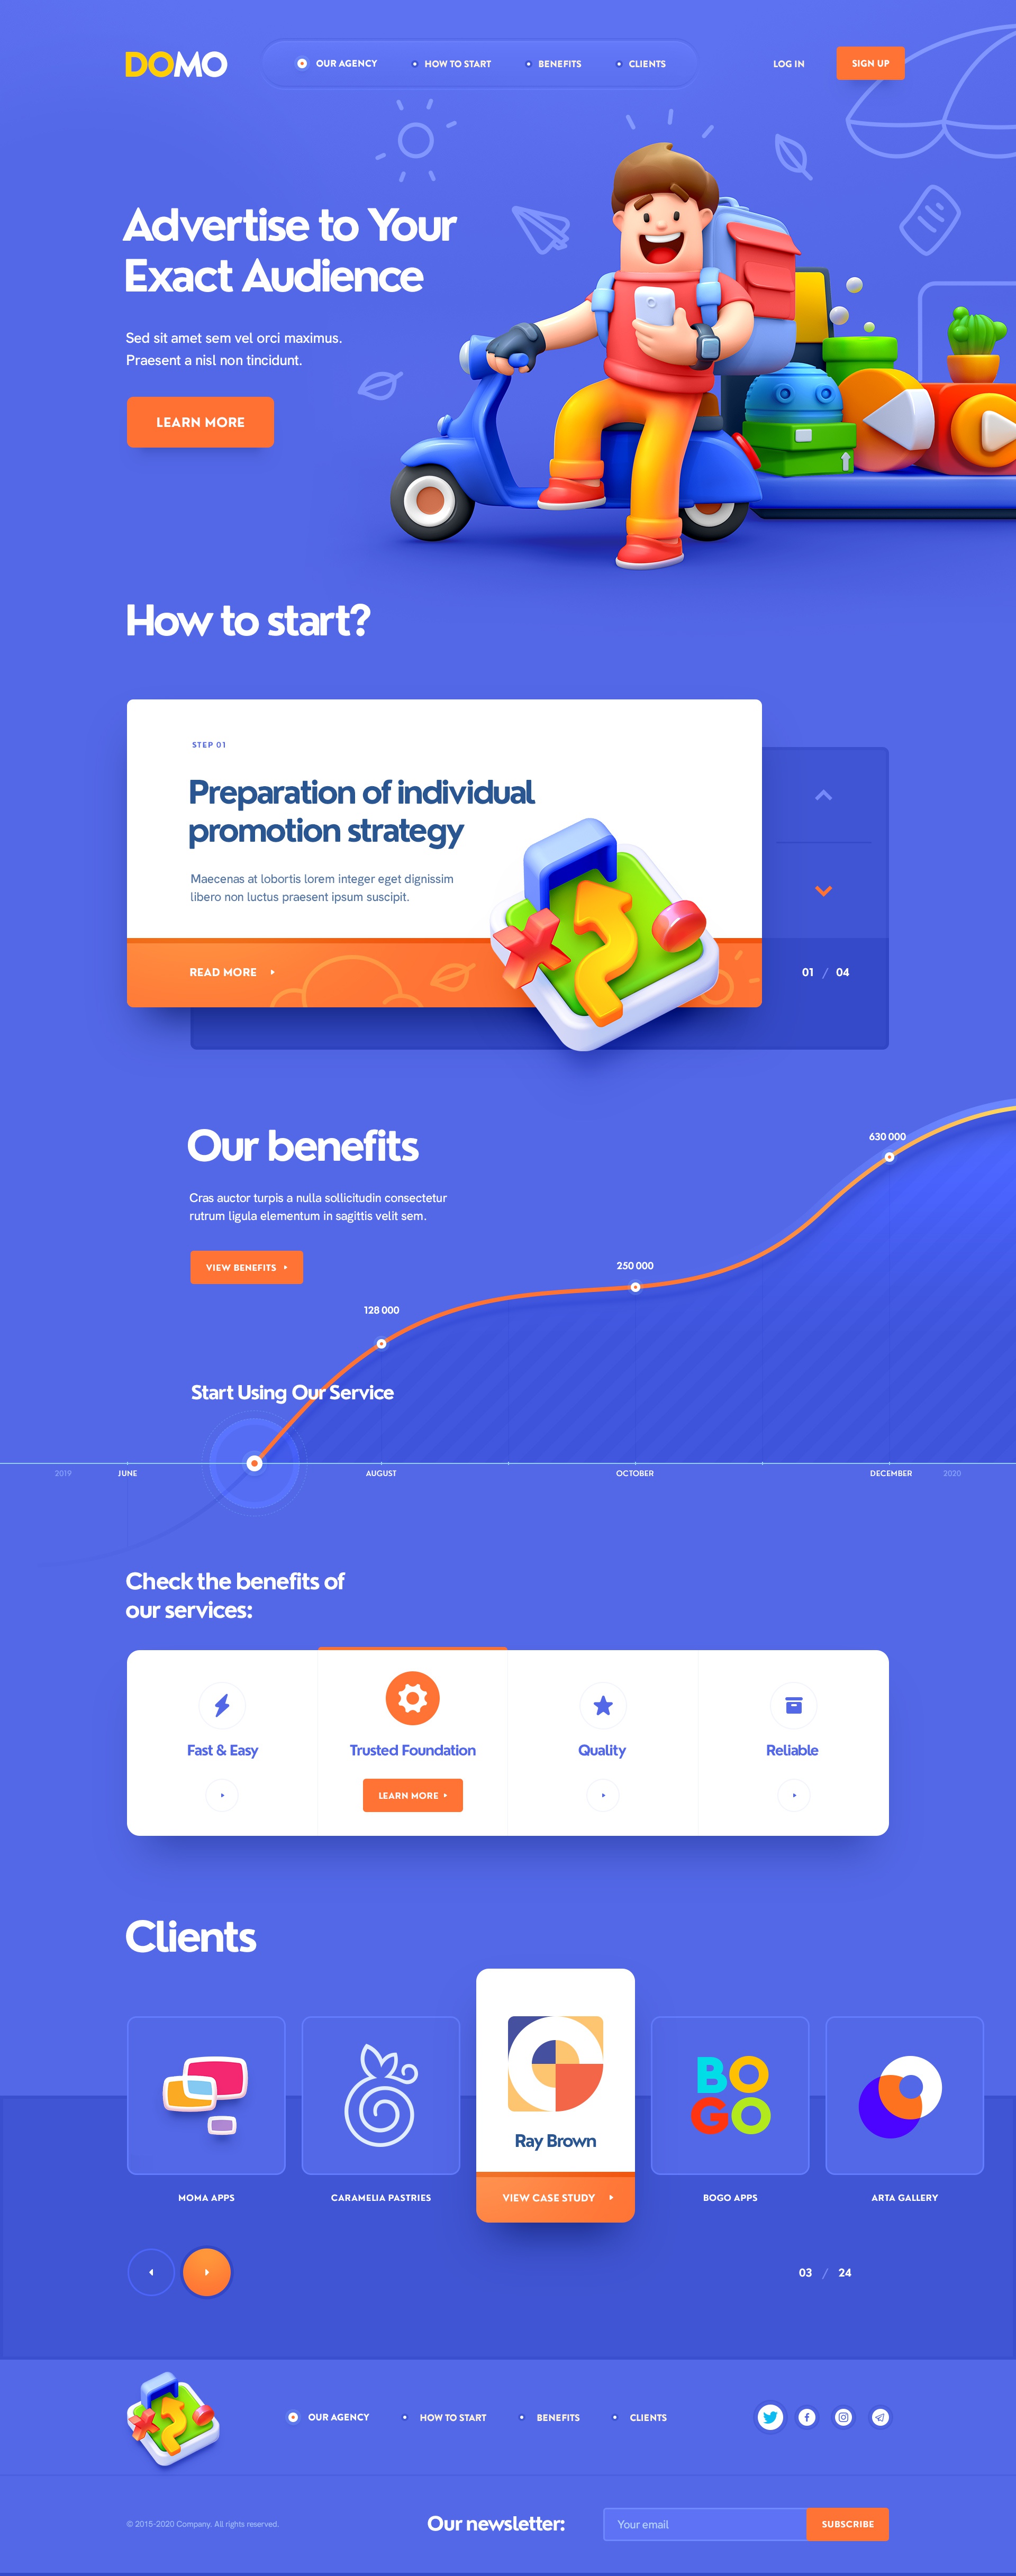 DOMO
OUR AGENCY
HOW TO START
BENEFITS
CLIENTS
LOG IN
SIGN UP
Advertise to Your
Exact Audience
Sed sit amet sem vel orci maximus.
Praesent a nisl non tincidunt.
LEARN MORE
How to start?
STEP 01
Preparation of individual
promotion strategy
Maecenas at lobortis lorem integer eget dignissim
libero non luctus praesent ipsum suscipit.
READ MORE
01 / 04
Our benefits
Cras auctor turpis a nulla sollicitudin consectetur
rutrum ligula elementum in sagittis velit sem.
VIEW BENEFITS
630 000
250 000
128 000
Start Using Our Service
2019
JUNE
AUGUST
OCTOBER
DECEMBER
2020
Check the benefits of
our services:
Fast & Easy
Trusted Foundation
LEARN MORE
Quality
Reliable
Clients
MOMA APPS
CARAMELIA PASTRIES
Ray Brown
VIEW CASE STUDY
BO
GO
BOGO APPS
ARTA GALLERY
03 / 24
OUR AGENCY
HOW TO START
BENEFITS
CLIENTS
© 2015-2020 Company. All rights reserved.
Our newsletter:
Your email
SUBSCRIBE